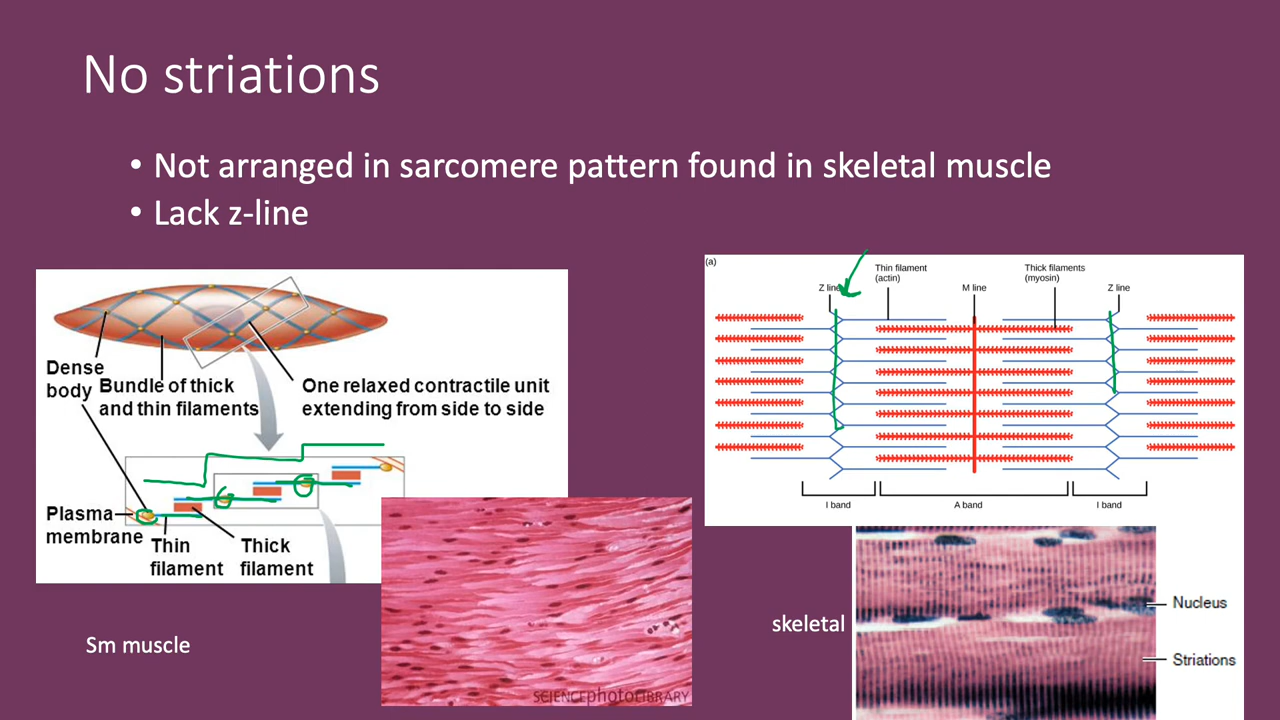 No striations
• Not arranged in sarcomere pattern found in skeletal muscle
• Lack z-line
Dense
body
Bundle of thick
and thin filaments
One relaxed contractile unit
extending from side to side
Plasma
membrane
Thin
filament
Thick
filament
Sm muscle
SCIENCEPHOTOLIBRARY
(a)
Thin filament
(actin)
Thick filaments
(myosin)
Z line
M line
Z line
I band
A band
I band
skeletal
Nucleus
Striations